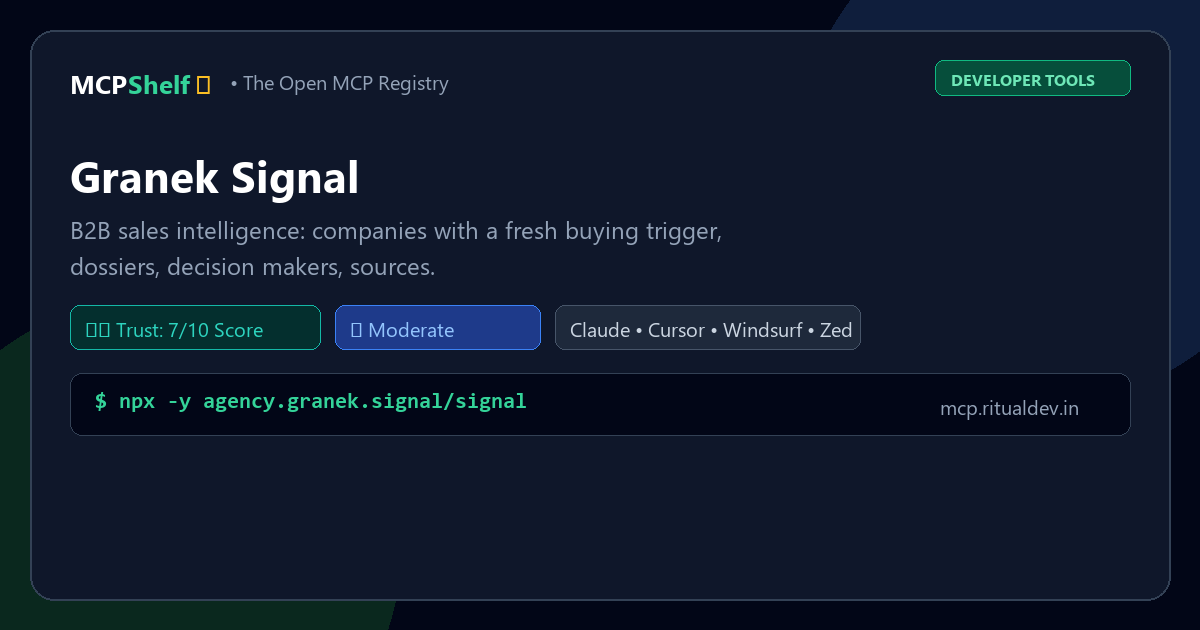 MCPShelf • The Open MCP Registry
DEVELOPER TOOLS
Granek Signal
B2B sales intelligence: companies with a fresh buying trigger,
dossiers, decision makers, sources.
Trust: 7/10 Score
Moderate
Claude • Cursor • Windsurf • Zed
$ npx -y agency.granek.signal/signal
mcp.ritualdev.in